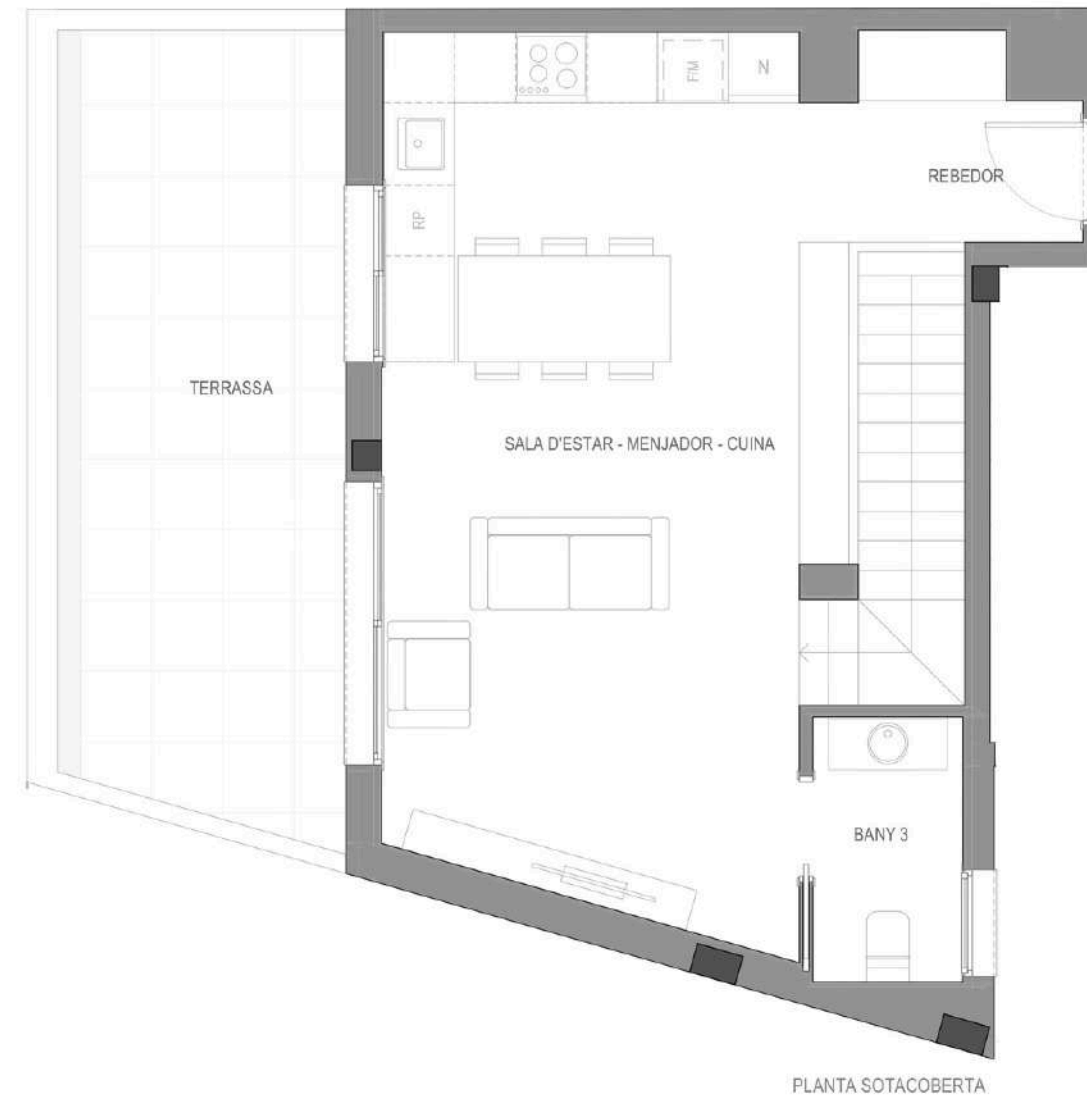 F/M
N
REBEDOR
RP
TERRASSA
SALA D'ESTAR - MENJADOR - CUINA
BANY 3
PLANTA SOTACOBERTA